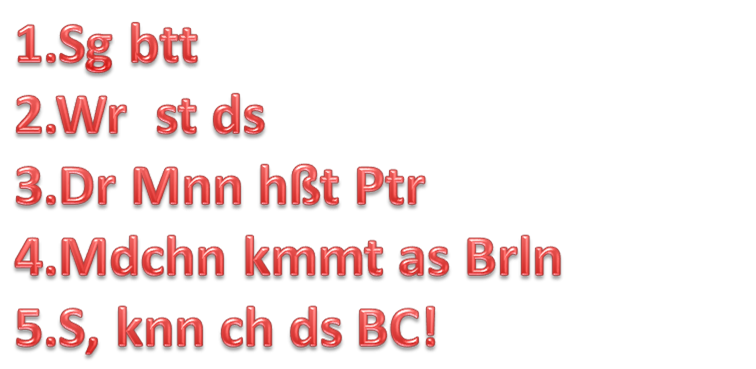 1.Sg btt
2.Wr st ds
3.Dr Mnn hßt Ptr
4.Mdchn kmmt as Brln
5.S, knn ch ds BC!